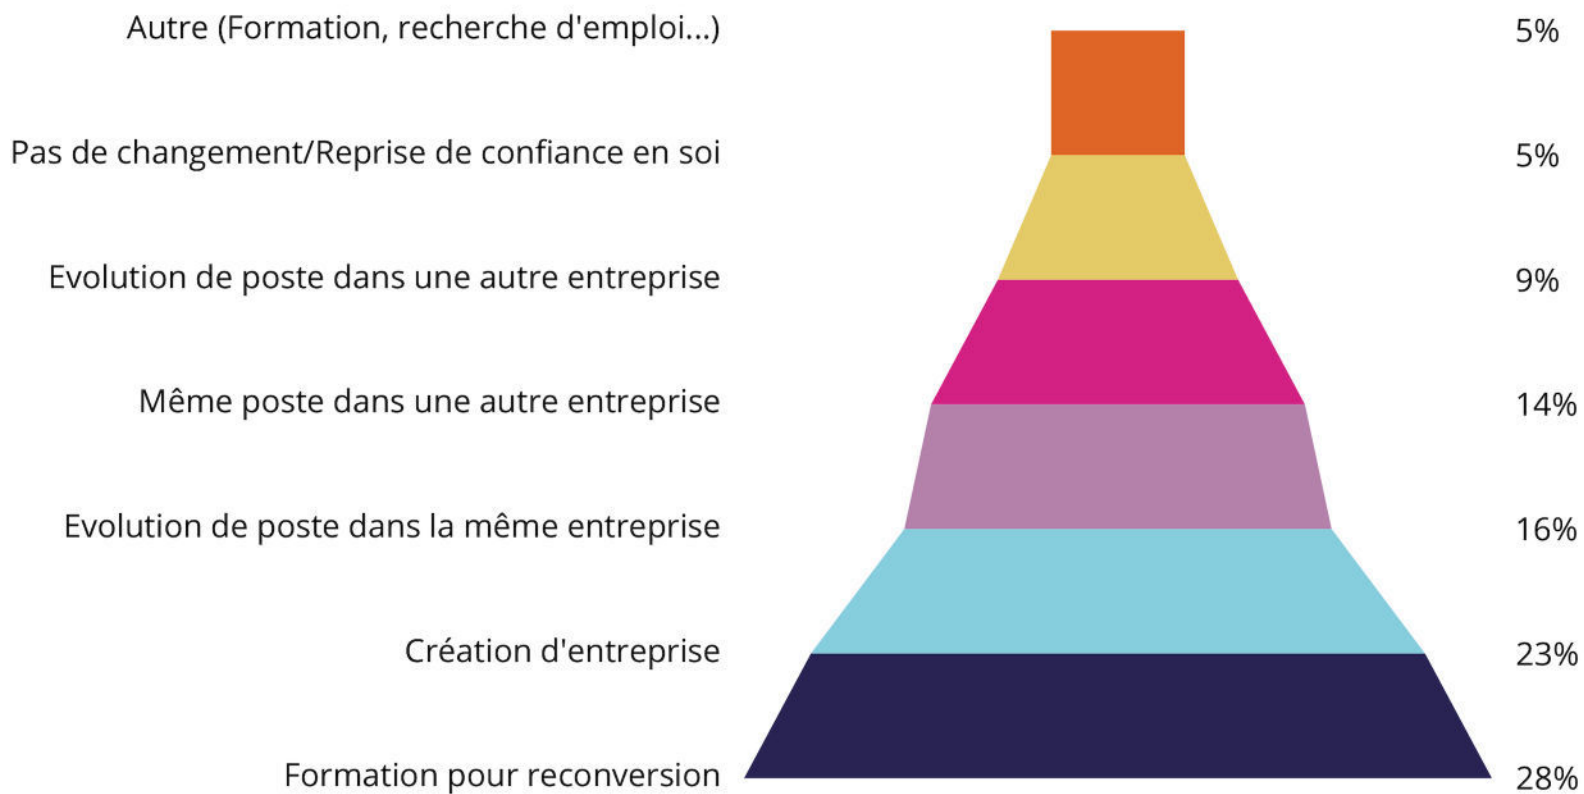 Autre (Formation, recherche d'emploi...) 5%
Pas de changement/Reprise de confiance en soi 5%
Evolution de poste dans une autre entreprise 9%
Même poste dans une autre entreprise 14%
Evolution de poste dans la même entreprise 16%
Création d'entreprise 23%
Formation pour reconversion 28%